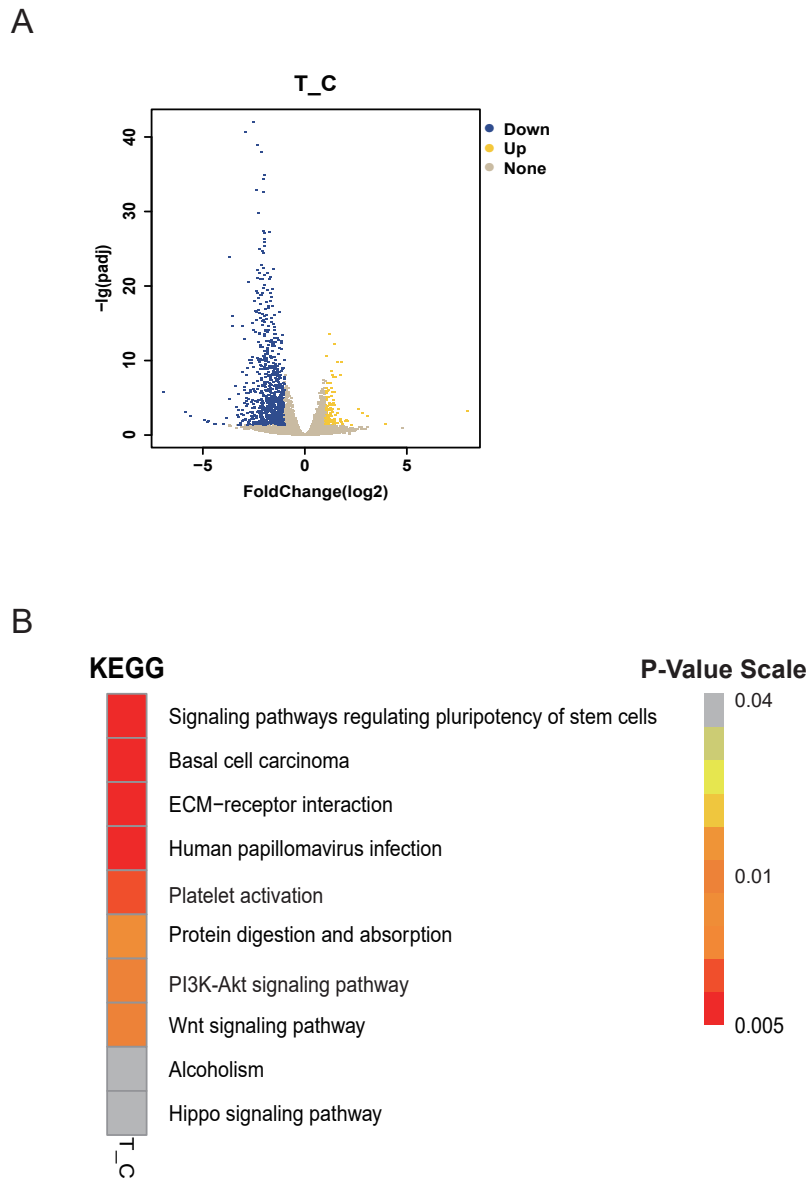 A
T_C
Down
Up
None
40
30
20
10
0
−lg(padj)
−5 0 5
FoldChange(log2)
B
KEGG
P-Value Scale
Signaling pathways regulating pluripotency of stem cells
Basal cell carcinoma
ECM−receptor interaction
Human papillomavirus infection
Platelet activation
Protein digestion and absorption
PI3K-Akt signaling pathway
Wnt signaling pathway
Alcoholism
Hippo signaling pathway
T_C
0.04
0.01
0.005